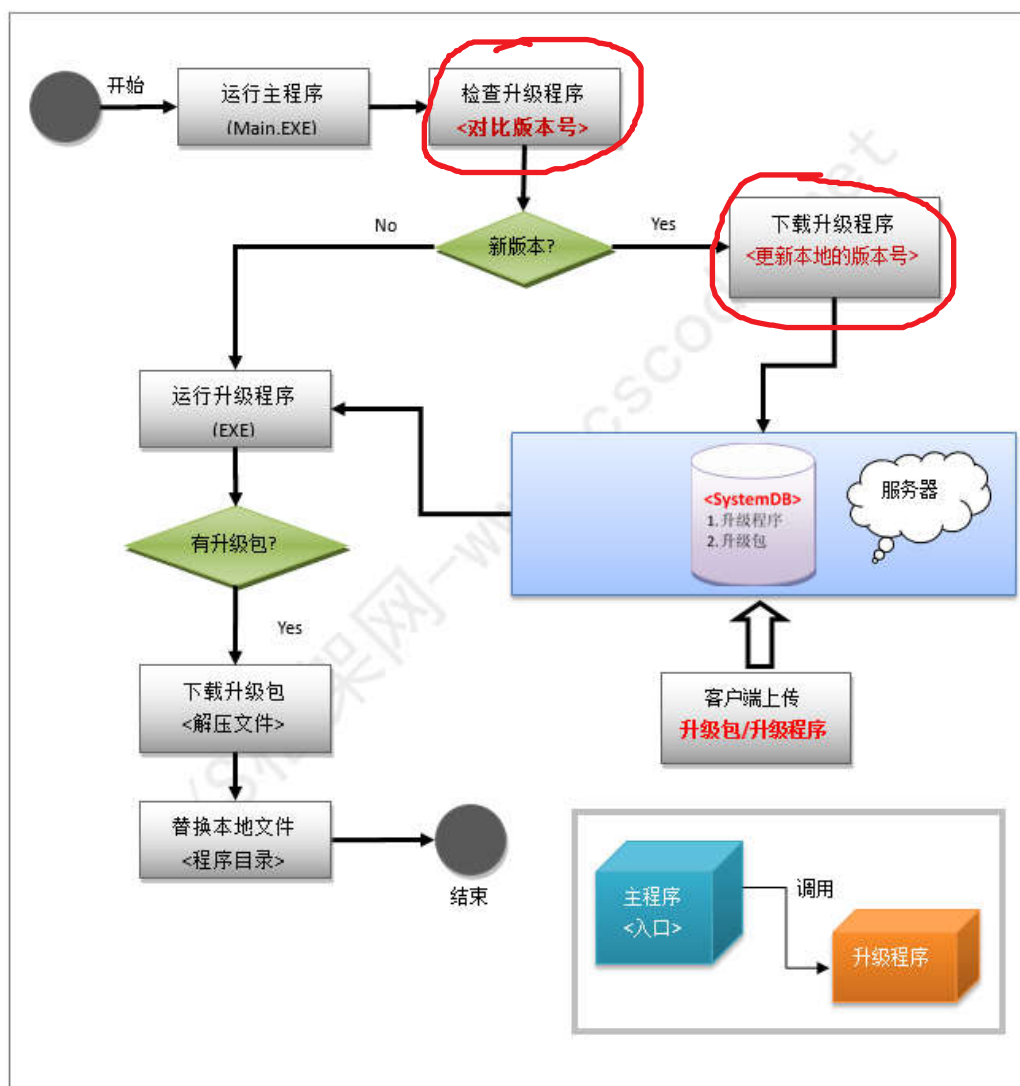 开始
运行主程序
(Main.EXE)
检查升级程序
<对比版本号>
No
新版本?
Yes
下载升级程序
<更新本地的版本号>
运行升级程序
(EXE)
<SystemDB>
1. 升级程序
2. 升级包
服务器
有升级包?
Yes
下载升级包
<解压文件>
客户端上传
升级包/升级程序
替换本地文件
<程序目录>
结束
主程序
<入口>
调用
升级程序